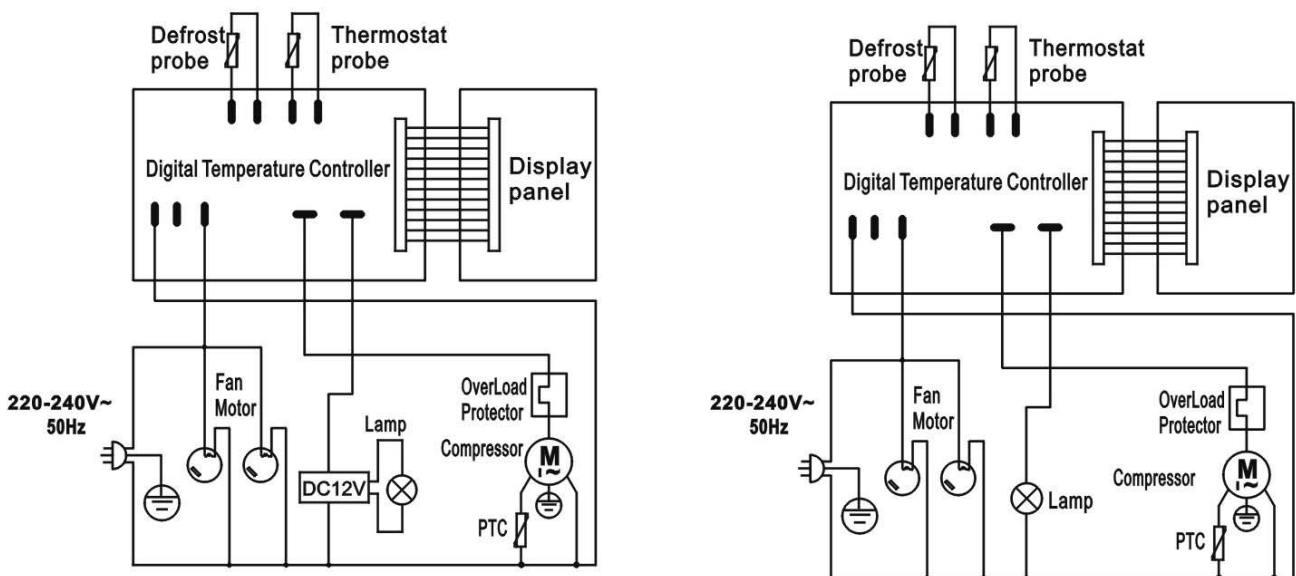 Defrost
probe
Thermostat
probe
Digital Temperature Controller
Display
panel
220-240V~
50Hz
Fan
Motor
Lamp
DC12V
OverLoad
Protector
Compressor
M
~
PTC
Defrost
probe
Thermostat
probe
Digital Temperature Controller
Display
panel
220-240V~
50Hz
Fan
Motor
Lamp
OverLoad
Protector
Compressor
M
~
PTC